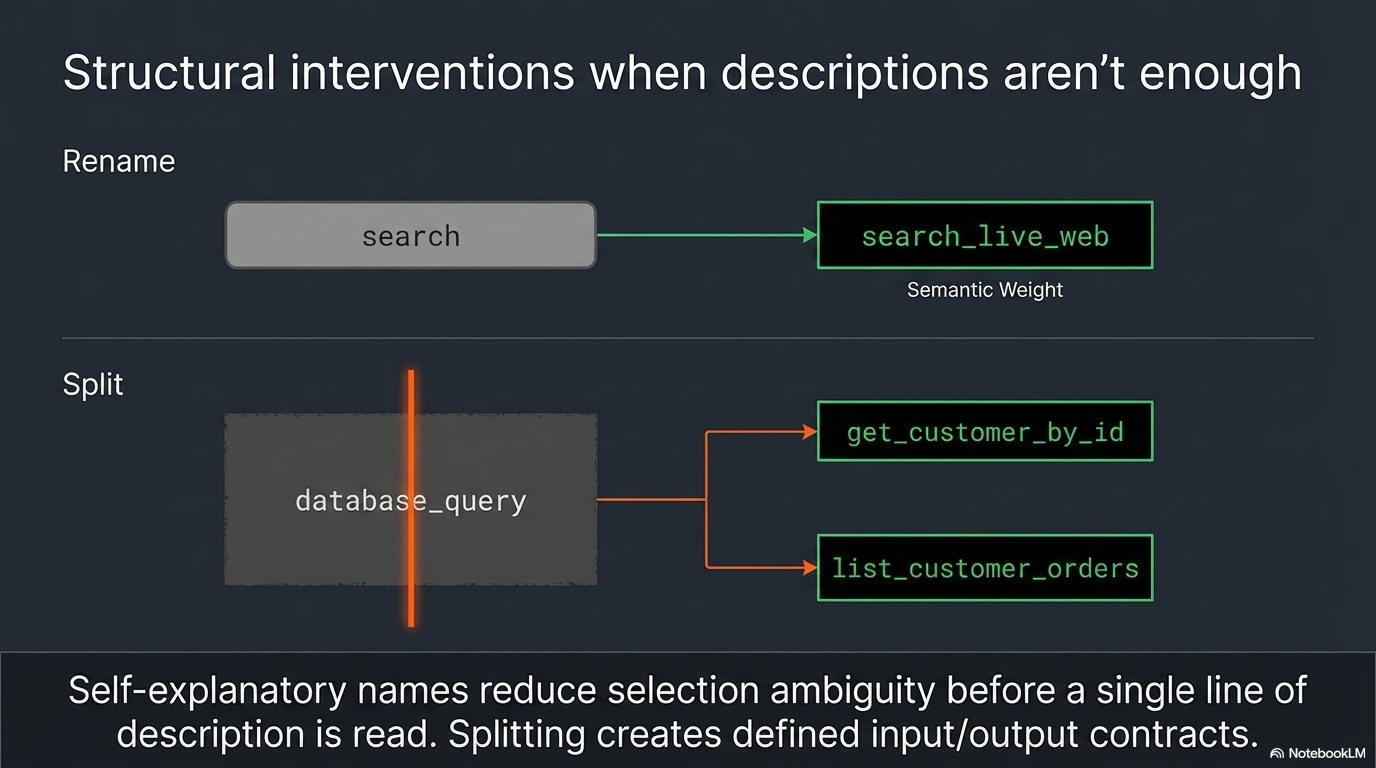 Structural interventions when descriptions aren’t enough
Rename
search
search_live_web
Semantic Weight
Split
database_query
get_customer_by_id
list_customer_orders
Self-explanatory names reduce selection ambiguity before a single line of
description is read. Splitting creates defined input/output contracts.
NotebookLM